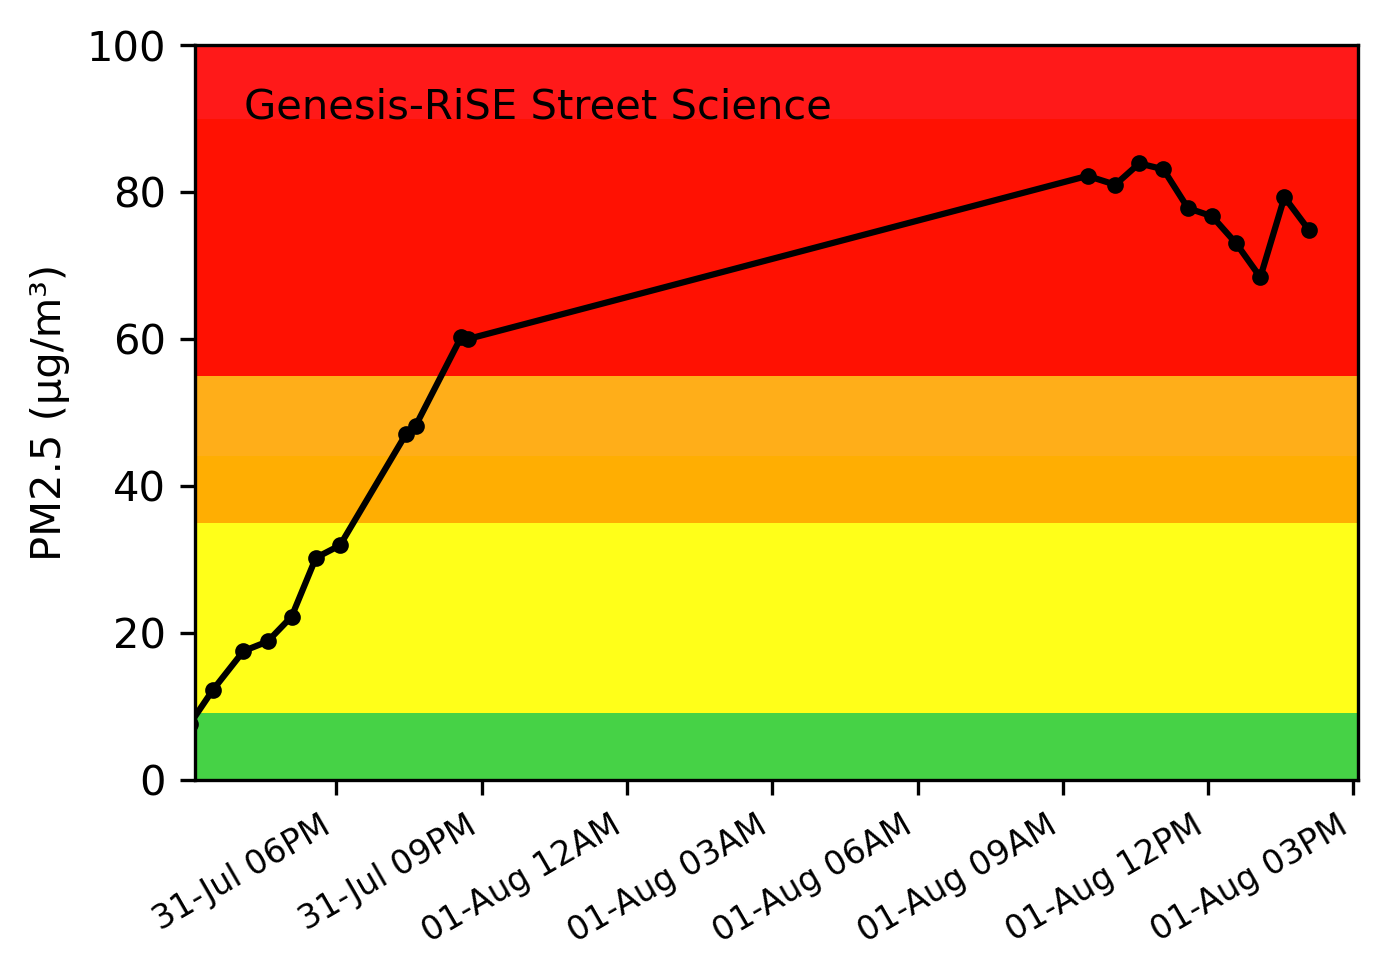 100
Genesis-RiSE Street Science
80
60
40
20
0
PM2.5 (µg/m³)
31-Jul 06PM
31-Jul 09PM
01-Aug 12AM
01-Aug 03AM
01-Aug 06AM
01-Aug 09AM
01-Aug 12PM
01-Aug 03PM